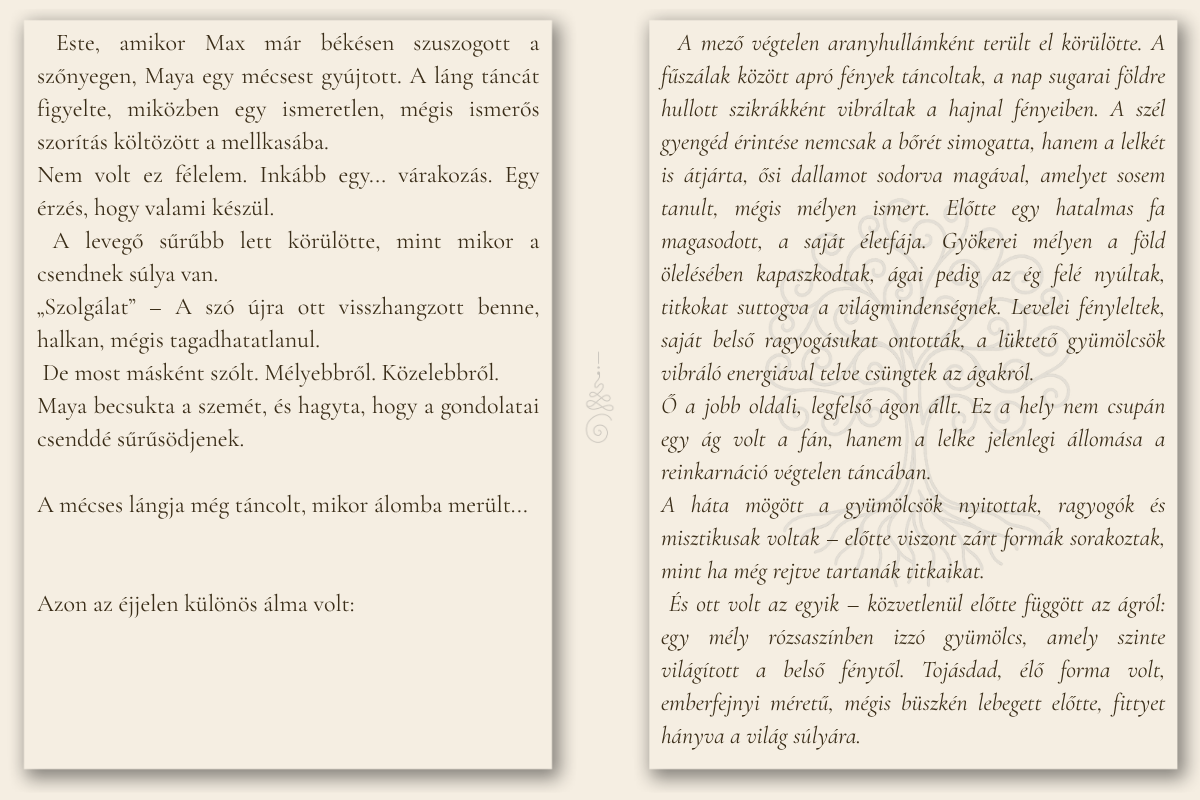 Este, amikor Max már békésen szuszogott a
szőnyegen, Maya egy mécsest gyújtott. A láng táncát
figyelte, miközben egy ismeretlen, mégis ismerős
szorítás költözött a mellkasába.
Nem volt ez félelem. Inkább egy... várakozás. Egy
érzés, hogy valami készül.
A levegő sűrűbb lett körülötte, mint mikor a
csendnek súlya van.
„Szolgálat” – A szó újra ott visszhangzott benne,
halkan, mégis tagadhatatlanul.
De most másként szólt. Mélyebbről. Közelebbről.
Maya becsukta a szemét, és hagyta, hogy a gondolatai
csenddé sűrűsödjenek.
A mécses lángja még táncolt, mikor álomba merült...
Azon az éjjelen különös álma volt:
A mező végtelen aranyhullámként terült el körülötte. A
fűszálak között apró fények táncoltak, a nap sugarai földre
hullott szikrákként vibráltak a hajnal fényeiben. A szél
gyengéd érintése nemcsak a bőrét simogatta, hanem a lelkét
is átjárta, ősi dallamot sodorva magával, amelyet sosem
tanult, mégis mélyen ismert. Előtte egy hatalmas fa
magasodott, a saját életfája. Gyökerei mélyen a föld
ölelésében kapaszkodtak, ágai pedig az ég felé nyúltak,
titkokat suttogva a világmindenségnek. Levelei fényleltek,
saját belső ragyogásukat ontották, a lüktető gyümölcsök
vibráló energiával telve csüngtek az ágakról.
Ő a jobb oldali, legfelső ágon állt. Ez a hely nem csupán
egy ág volt a fán, hanem a lelke jelenlegi állomása a
reinkarnáció végtelen táncában.
A háta mögött a gyümölcsök nyitottak, ragyogók és
misztikusak voltak – előtte viszont zárt formák sorakoztak,
mint ha még rejtve tartanák titkaikat.
És ott volt az egyik – közvetlenül előtte függött az ágról:
egy mély rózsaszínben izzó gyümölcs, amely szinte
világított a belső fénytől. Tojásdad, élő forma volt,
emberfejnyi méretű, mégis büszkén lebegett előtte, fittyet
hányva a világ súlyára.